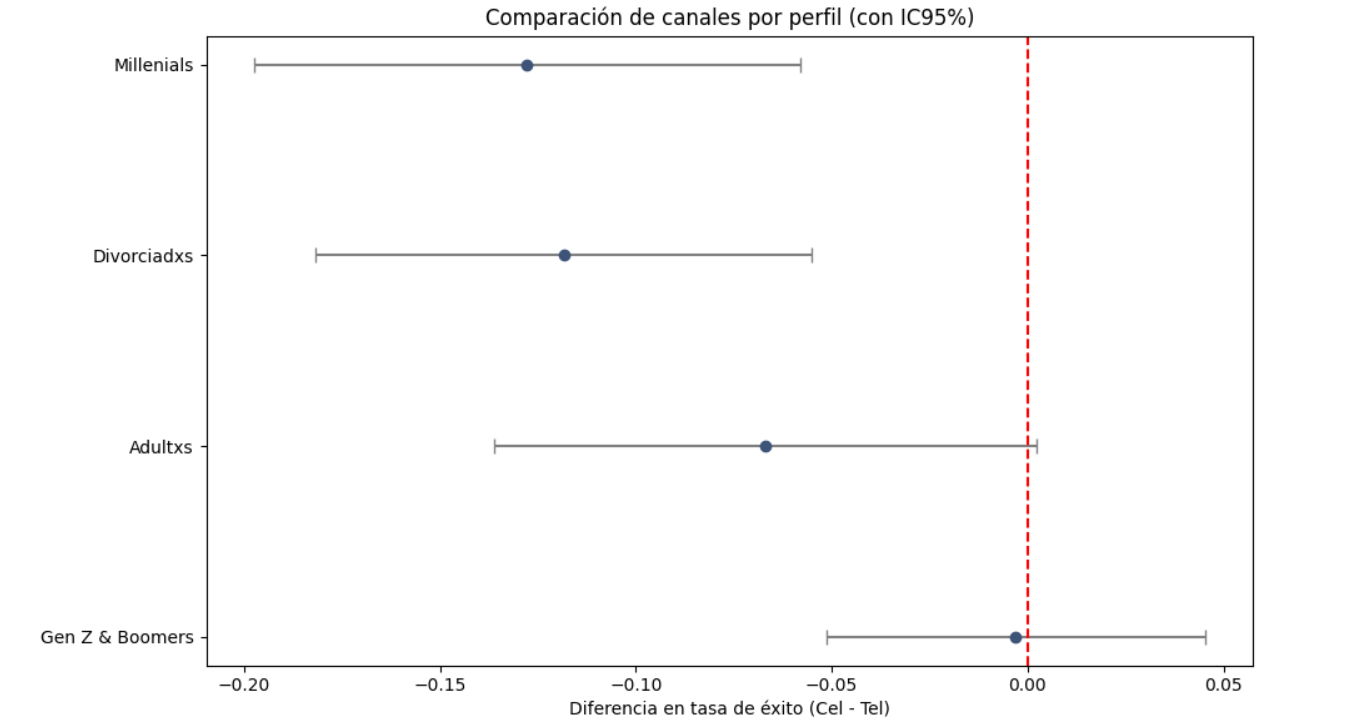 Comparación de canales por perfil (con IC95%)
Millenials
Divorciadxs
Adultxs
Gen Z & Boomers
−0.20
−0.15
−0.10
−0.05
0.00
0.05
Diferencia en tasa de éxito (Cel - Tel)